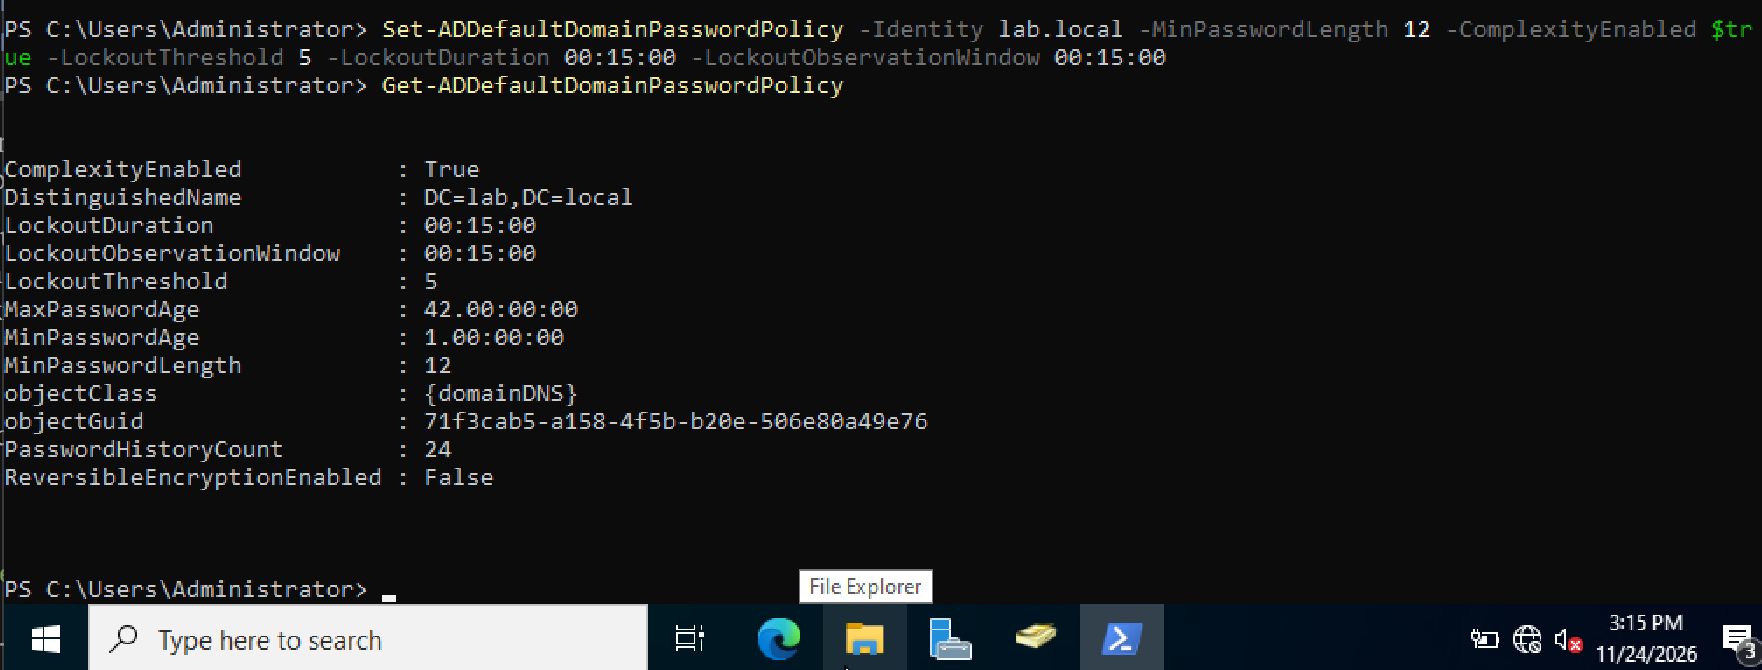 PS C:\Users\Administrator> Set-ADDefaultDomainPasswordPolicy -Identity lab.local -MinPasswordLength 12 -ComplexityEnabled $tr
ue -LockoutThreshold 5 -LockoutDuration 00:15:00 -LockoutObservationWindow 00:15:00
PS C:\Users\Administrator> Get-ADDefaultDomainPasswordPolicy
ComplexityEnabled : True
DistinguishedName : DC=lab,DC=local
LockoutDuration : 00:15:00
LockoutObservationWindow : 00:15:00
LockoutThreshold : 5
MaxPasswordAge : 42.00:00:00
MinPasswordAge : 1.00:00:00
MinPasswordLength : 12
objectClass : {domainDNS}
objectGuid : 71f3cab5-a158-4f5b-b20e-506e80a49e76
PasswordHistoryCount : 24
ReversibleEncryptionEnabled : False
PS C:\Users\Administrator>
File Explorer
Type here to search
3:15 PM
11/24/2026
3